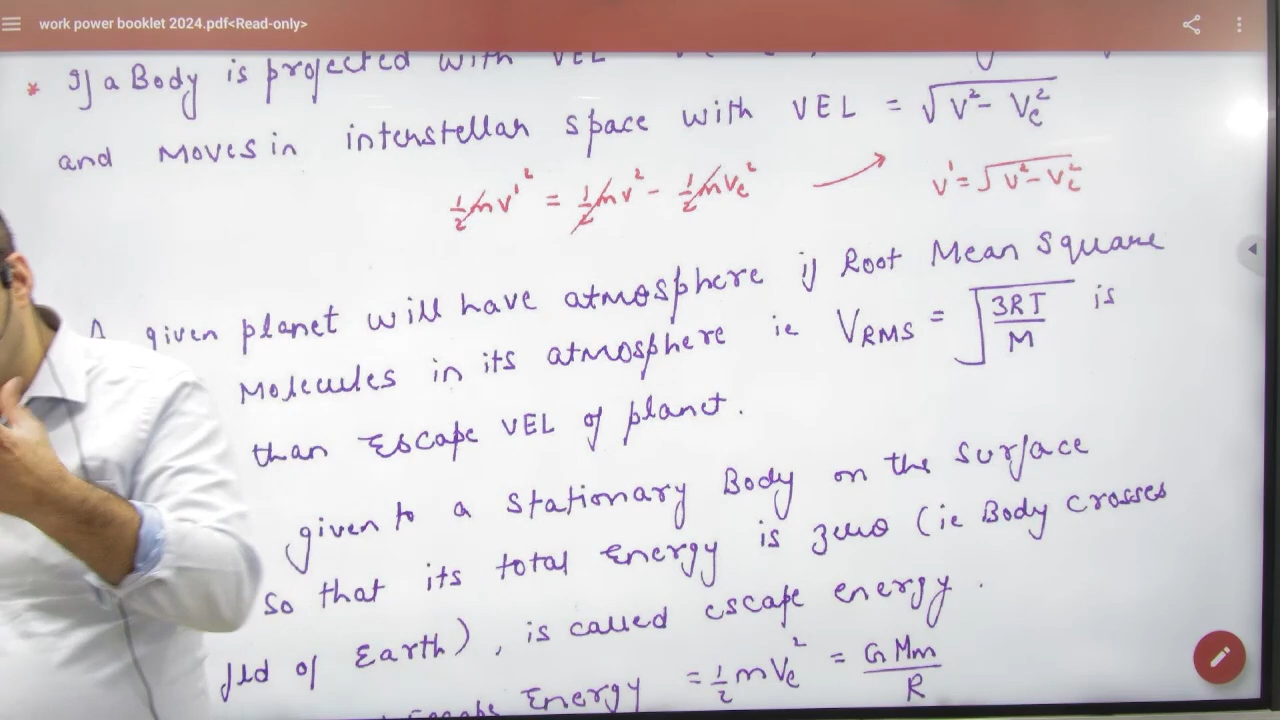 work power booklet 2024.pdf<Read-only>
* If a Body is projected with VEL
and moves in interstellar space with VEL = √(V² - Ve²)
½mv'² = ½mv² - ½mVe² → v' = √(V² - Ve²)
A given planet will have atmosphere if Root Mean Square
Molecules in its atmosphere ie VRMS = √(3RT/M) is
than Escape VEL of planet.
given to a stationary Body on the surface
So that its total Energy is zero (ie Body crosses
of Earth), is called escape energy.
Energy = ½mVe² = GMm/R